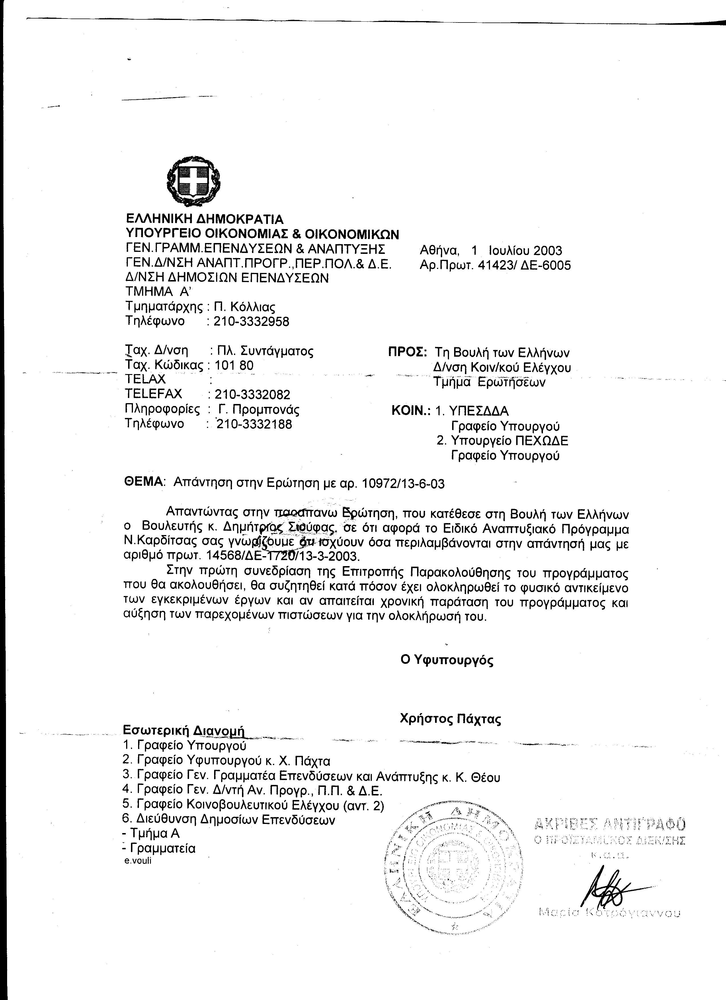 ΕΛΛΗΝΙΚΗ ΔΗΜΟΚΡΑΤΙΑ
ΥΠΟΥΡΓΕΙΟ ΟΙΚΟΝΟΜΙΑΣ & ΟΙΚΟΝΟΜΙΚΩΝ
ΓΕΝ.ΓΡΑΜΜ.ΕΠΕΝΔΥΣΕΩΝ & ΑΝΑΠΤΥΞΗΣ
ΓΕΝ.Δ/ΝΣΗ ΑΝΑΠΤ.ΠΡΟΓΡ.,ΠΕΡ.ΠΟΛ.& Δ.Ε.
Δ/ΝΣΗ ΔΗΜΟΣΙΩΝ ΕΠΕΝΔΥΣΕΩΝ
ΤΜΗΜΑ Α'
Τμηματάρχης : Π. Κόλλιας
Τηλέφωνο : 210-3332958
Αθήνα, 1 Ιουλίου 2003
Αρ.Πρωτ. 41423/ ΔΕ-6005
Ταχ. Δ/νση : Πλ. Συντάγματος
Ταχ. Κώδικας : 101 80
TELAX :
TELEFAX : 210-3332082
Πληροφορίες : Γ. Προμπονάς
Τηλέφωνο : 210-3332188
ΠΡΟΣ: Τη Βουλή των Ελλήνων
Δ/νση Κοιν/κού Ελέγχου
Τμήμα Ερωτήσεων
ΚΟΙΝ.: 1. ΥΠΕΣΔΔΑ
Γραφείο Υπουργού
2. Υπουργείο ΠΕΧΩΔΕ
Γραφείο Υπουργού
ΘΕΜΑ: Απάντηση στην Ερώτηση με αρ. 10972/13-6-03
Απαντώντας στην παραπάνω Ερώτηση, που κατέθεσε στη Βουλή των Ελλήνων
ο Βουλευτής κ. Δημήτριος Σιούφας, σε ότι αφορά το Ειδικό Αναπτυξιακό Πρόγραμμα
Ν.Καρδίτσας σας γνωρίζουμε ότι ισχύουν όσα περιλαμβάνονται στην απάντησή μας με
αριθμό πρωτ. 14568/ΔΕ-1720/13-3-2003.
Στην πρώτη συνεδρίαση της Επιτροπής Παρακολούθησης του προγράμματος
που θα ακολουθήσει, θα συζητηθεί κατά πόσον έχει ολοκληρωθεί το φυσικό αντικείμενο
των εγκεκριμένων έργων και αν απαιτείται χρονική παράταση του προγράμματος και
αύξηση των παρεχομένων πιστώσεων για την ολοκλήρωσή του.
Ο Υφυπουργός
Χρήστος Πάχτας
Εσωτερική Διανομή
1. Γραφείο Υπουργού
2. Γραφείο Υφυπουργού κ. Χ. Πάχτα
3. Γραφείο Γεν. Γραμματέα Επενδύσεων και Ανάπτυξης κ. Κ. Θέου
4. Γραφείο Γεν. Δ/ντή Αν. Προγρ., Π.Π. & Δ.Ε.
5. Γραφείο Κοινοβουλευτικού Ελέγχου (αντ. 2)
6. Διεύθυνση Δημοσίων Επενδύσεων
- Τμήμα Α
- Γραμματεία
e.vouli
ΕΛΛΗΝΙΚΗ ΔΗΜΟΚΡΑΤΙΑ
ΥΠΟΥΡΓΕΙΟ ΟΙΚΟΝΟΜΙΑΣ &
ΑΚΡΙΒΕΣ ΑΝΤΙΓΡΑΦΟ
Ο ΠΡΟΪΣΤΑΜΕΝΟΣ ΔΙΕΚ/ΣΗΣ
κ.α.α.
Μαρία Κοτρόγιαννου